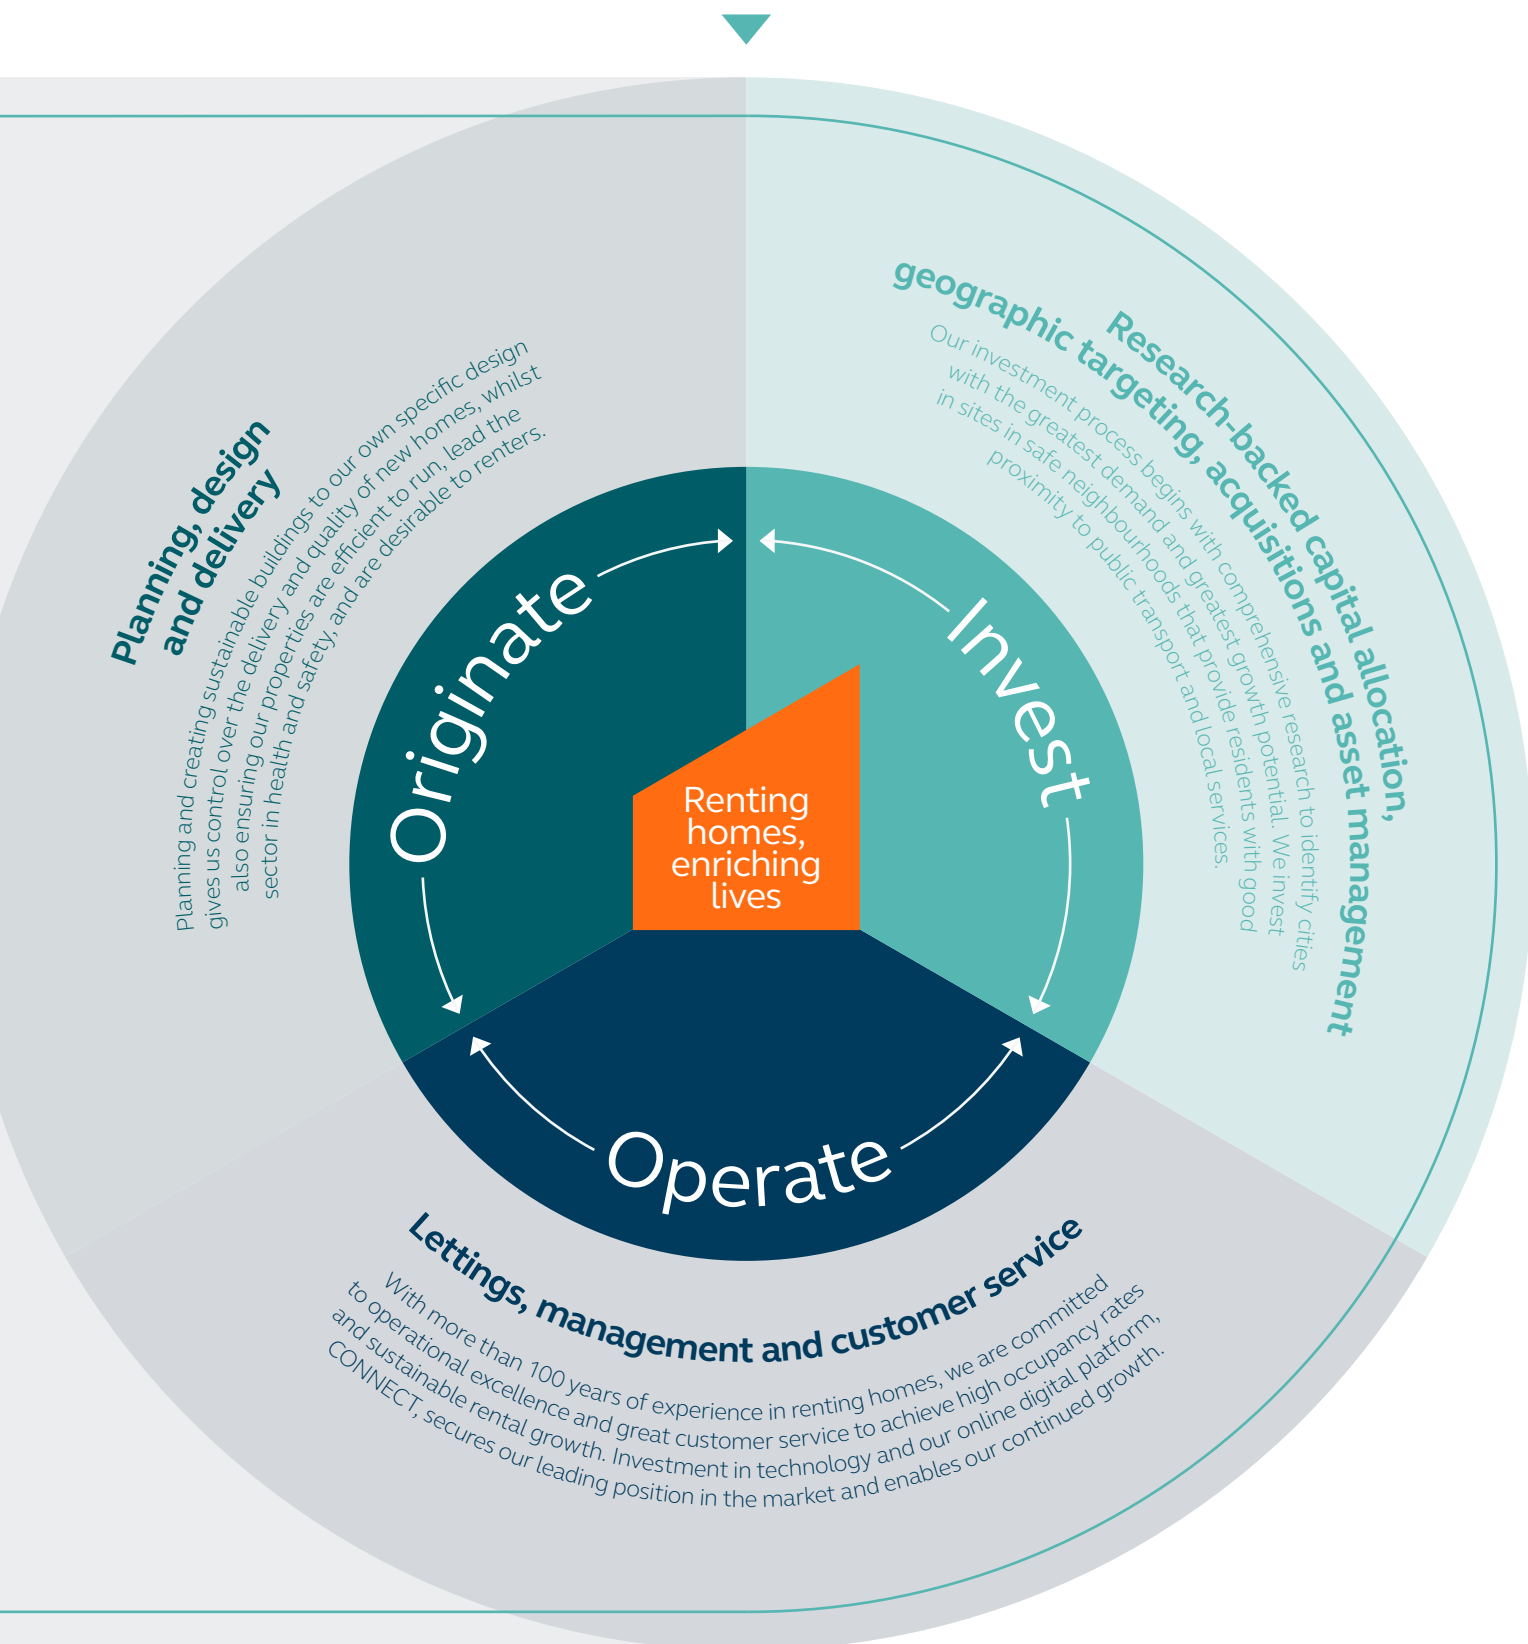 Originate
Planning, design
and delivery
Planning and creating sustainable buildings to our own specific design
gives us control over the delivery and quality of new homes, whilst
also ensuring our properties are efficient to run, lead the
sector in health and safety, and are desirable to renters.
Invest
Research-backed capital allocation,
geographic targeting, acquisitions and asset management
Our investment process begins with comprehensive research to identify cities
with the greatest demand and greatest growth potential. We invest
in sites in safe neighbourhoods that provide residents with good
proximity to public transport and local services.
Renting
homes,
enriching
lives
Operate
Lettings, management and customer service
With more than 100 years of experience in renting homes, we are committed
to operational excellence and great customer service to achieve high occupancy rates
and sustainable rental growth. Investment in technology and our online digital platform,
CONNECT, secures our leading position in the market and enables our continued growth.